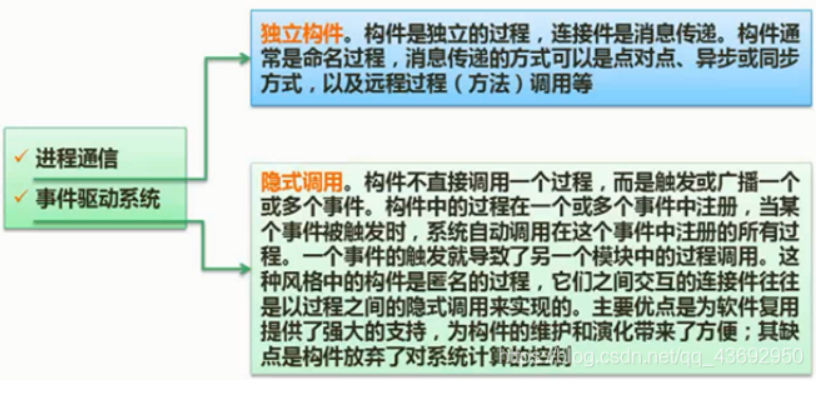 进程通信
事件驱动系统
独立构件。构件是独立的过程，连接件是消息传递。构件通
常是命名过程，消息传递的方式可以是点对点、异步或同步
方式，以及远程过程（方法）调用等
隐式调用。构件不直接调用一个过程，而是触发或广播一个
或多个事件。构件中的过程在一个或多个事件中注册，当某
个事件被触发时，系统自动调用在这个事件中注册的所有过
程。一个事件的触发就导致了另一个模块中的过程调用。这
种风格中的构件是匿名的过程，它们之间交互的连接件往往
是以过程之间的隐式调用来实现的。主要优点是为软件复用
提供了强大的支持，为构件的维护和演化带来了方便；其缺
点是构件放弃了对系统计算的控制
https://blog.csdn.net/qq_43692950